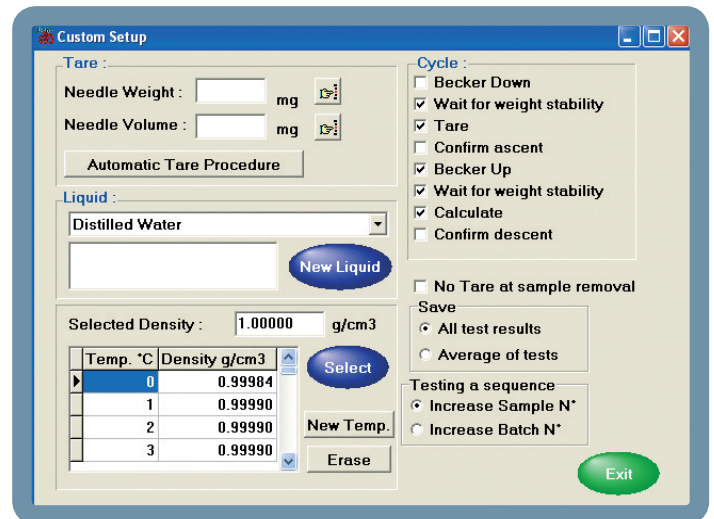 Custom Setup
Tare :
Needle Weight : mg
Needle Volume : mg
Automatic Tare Procedure
Liquid :
Distilled Water
New Liquid
Selected Density : 1.00000 g/cm3
Temp. °C Density g/cm3
0 0.99984
1 0.99990
2 0.99990
3 0.99990
Select
New Temp.
Erase
Cycle :
Becker Down
Wait for weight stability
Tare
Confirm ascent
Becker Up
Wait for weight stability
Calculate
Confirm descent
No Tare at sample removal
Save
All test results
Average of tests
Testing a sequence
Increase Sample N°
Increase Batch N°
Exit